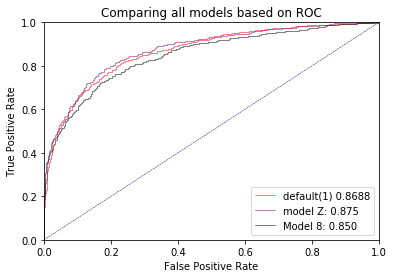 Comparing all models based on ROC
True Positive Rate
1.0
0.8
0.6
0.4
0.2
0.0
default(1) 0.8688
model Z: 0.875
Model 8: 0.850
0.0 0.2 0.4 0.6 0.8 1.0
False Positive Rate